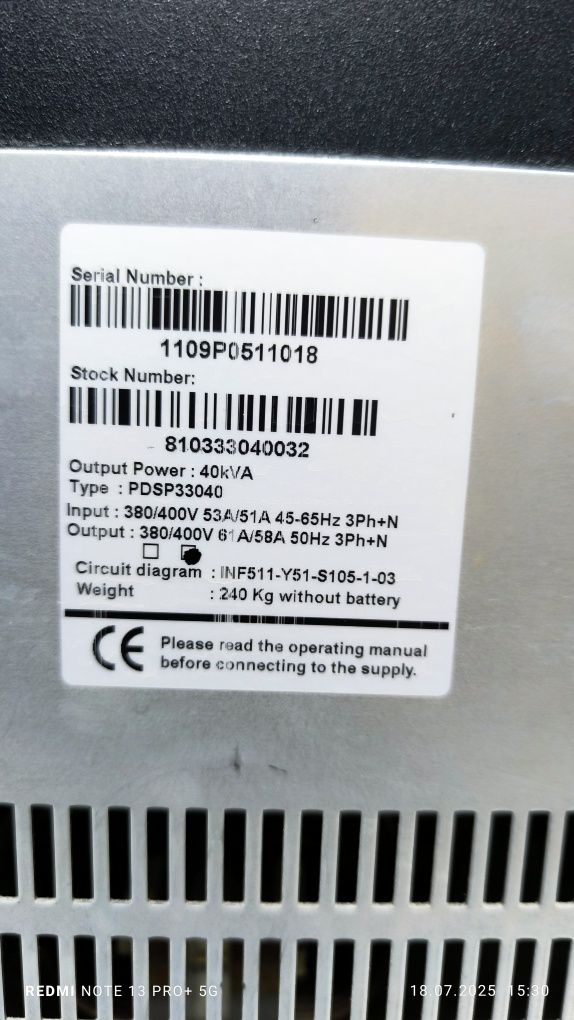 Serial Number :
1109P0511018
Stock Number:
810333040032
Output Power : 40kVA
Type : PDSP33040
Input : 380/400V 53A/51A 45-65Hz 3Ph+N
Output : 380/400V 61A/58A 50Hz 3Ph+N
Circuit diagram : INF511-Y51-S105-1-03
Weight : 240 Kg without battery
CE
Please read the operating manual
before connecting to the supply.
REDMI NOTE 13 PRO+ 5G
18.07.2025 15:30